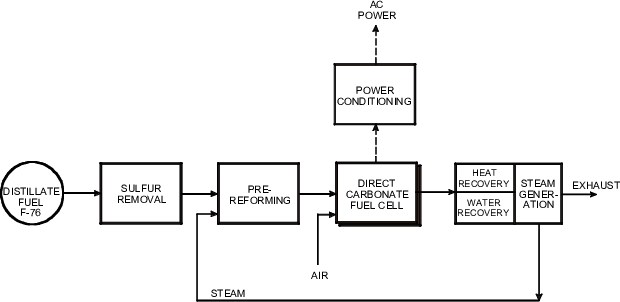 AC
POWER
POWER
CONDITIONING
DISTILLATE
FUEL
F-76
SULFUR
REMOVAL
PRE-
REFORMING
DIRECT
CARBONATE
FUEL CELL
HEAT
RECOVERY
WATER
RECOVERY
STEAM
GENER-
ATION
EXHAUST
AIR
STEAM